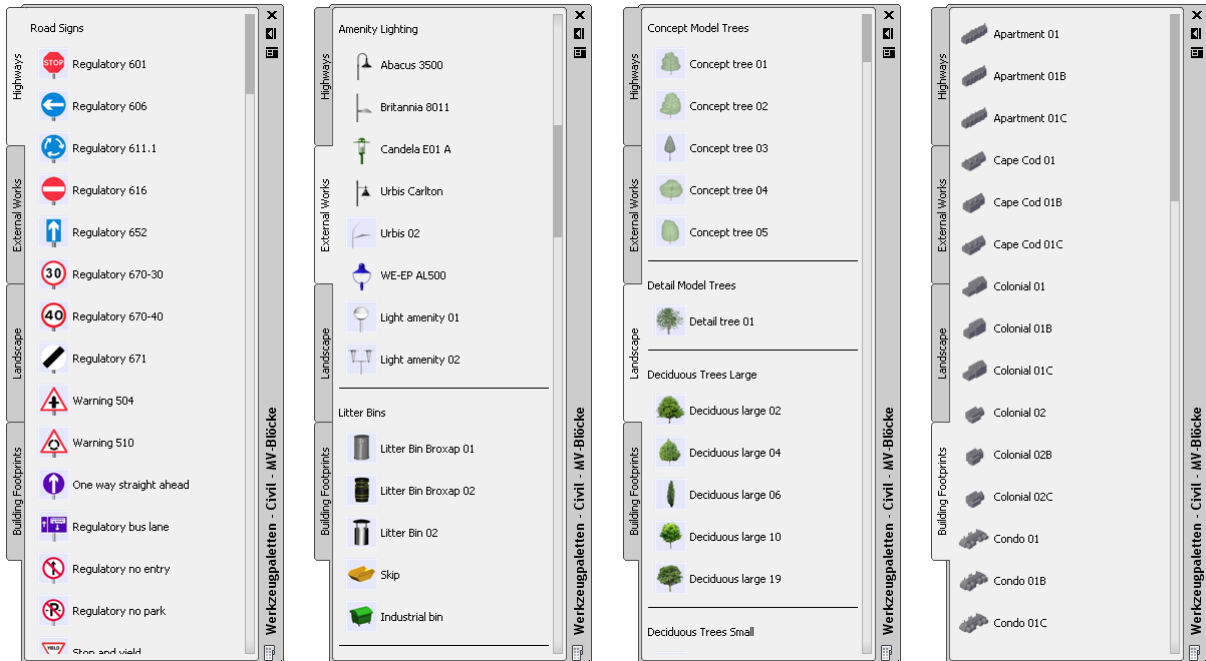 Highways
External Works
Landscape
Building Footprints
Road Signs
STOP
Regulatory 601
Regulatory 606
Regulatory 611.1
Regulatory 616
Regulatory 652
30
Regulatory 670-30
40
Regulatory 670-40
Regulatory 671
Warning 504
Warning 510
One way straight ahead
Regulatory bus lane
Regulatory no entry
Regulatory no park
YIELD
Stop and yield
Werkzeugpaletten - Civil - MV-Blöcke
Highways
External Works
Landscape
Building Footprints
Amenity Lighting
Abacus 3500
Britannia 8011
Candela E01 A
Urbis Carlton
Urbis 02
WE-EP AL500
Light amenity 01
Light amenity 02
Litter Bins
Litter Bin Broxap 01
Litter Bin Broxap 02
Litter Bin 02
Skip
Industrial bin
Werkzeugpaletten - Civil - MV-Blöcke
Highways
External Works
Landscape
Building Footprints
Concept Model Trees
Concept tree 01
Concept tree 02
Concept tree 03
Concept tree 04
Concept tree 05
Detail Model Trees
Detail tree 01
Deciduous Trees Large
Deciduous large 02
Deciduous large 04
Deciduous large 06
Deciduous large 10
Deciduous large 19
Deciduous Trees Small
Werkzeugpaletten - Civil - MV-Blöcke
Highways
External Works
Landscape
Building Footprints
Apartment 01
Apartment 01B
Apartment 01C
Cape Cod 01
Cape Cod 01B
Cape Cod 01C
Colonial 01
Colonial 01B
Colonial 01C
Colonial 02
Colonial 02B
Colonial 02C
Condo 01
Condo 01B
Condo 01C
Werkzeugpaletten - Civil - MV-Blöcke